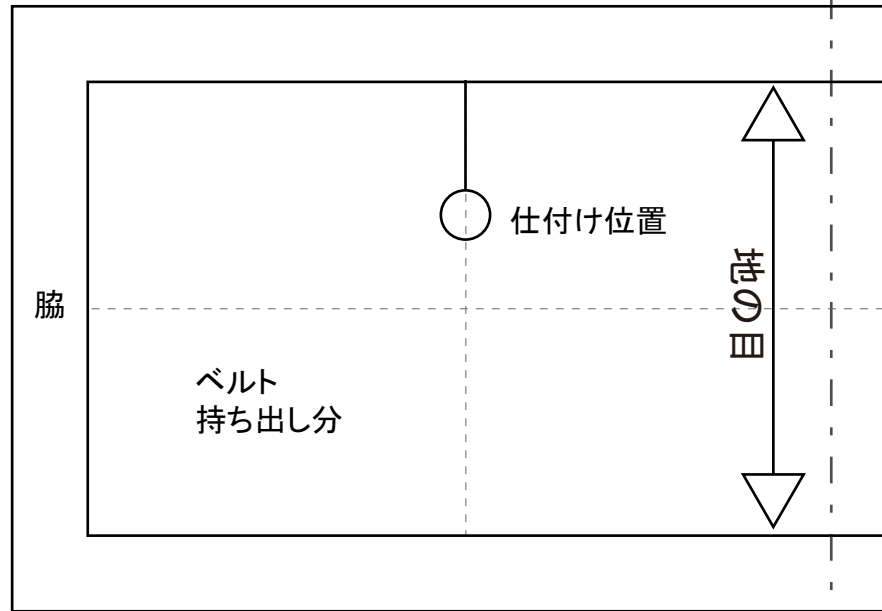 仕付け位置
地の目
脇
ベルト
持ち出し分